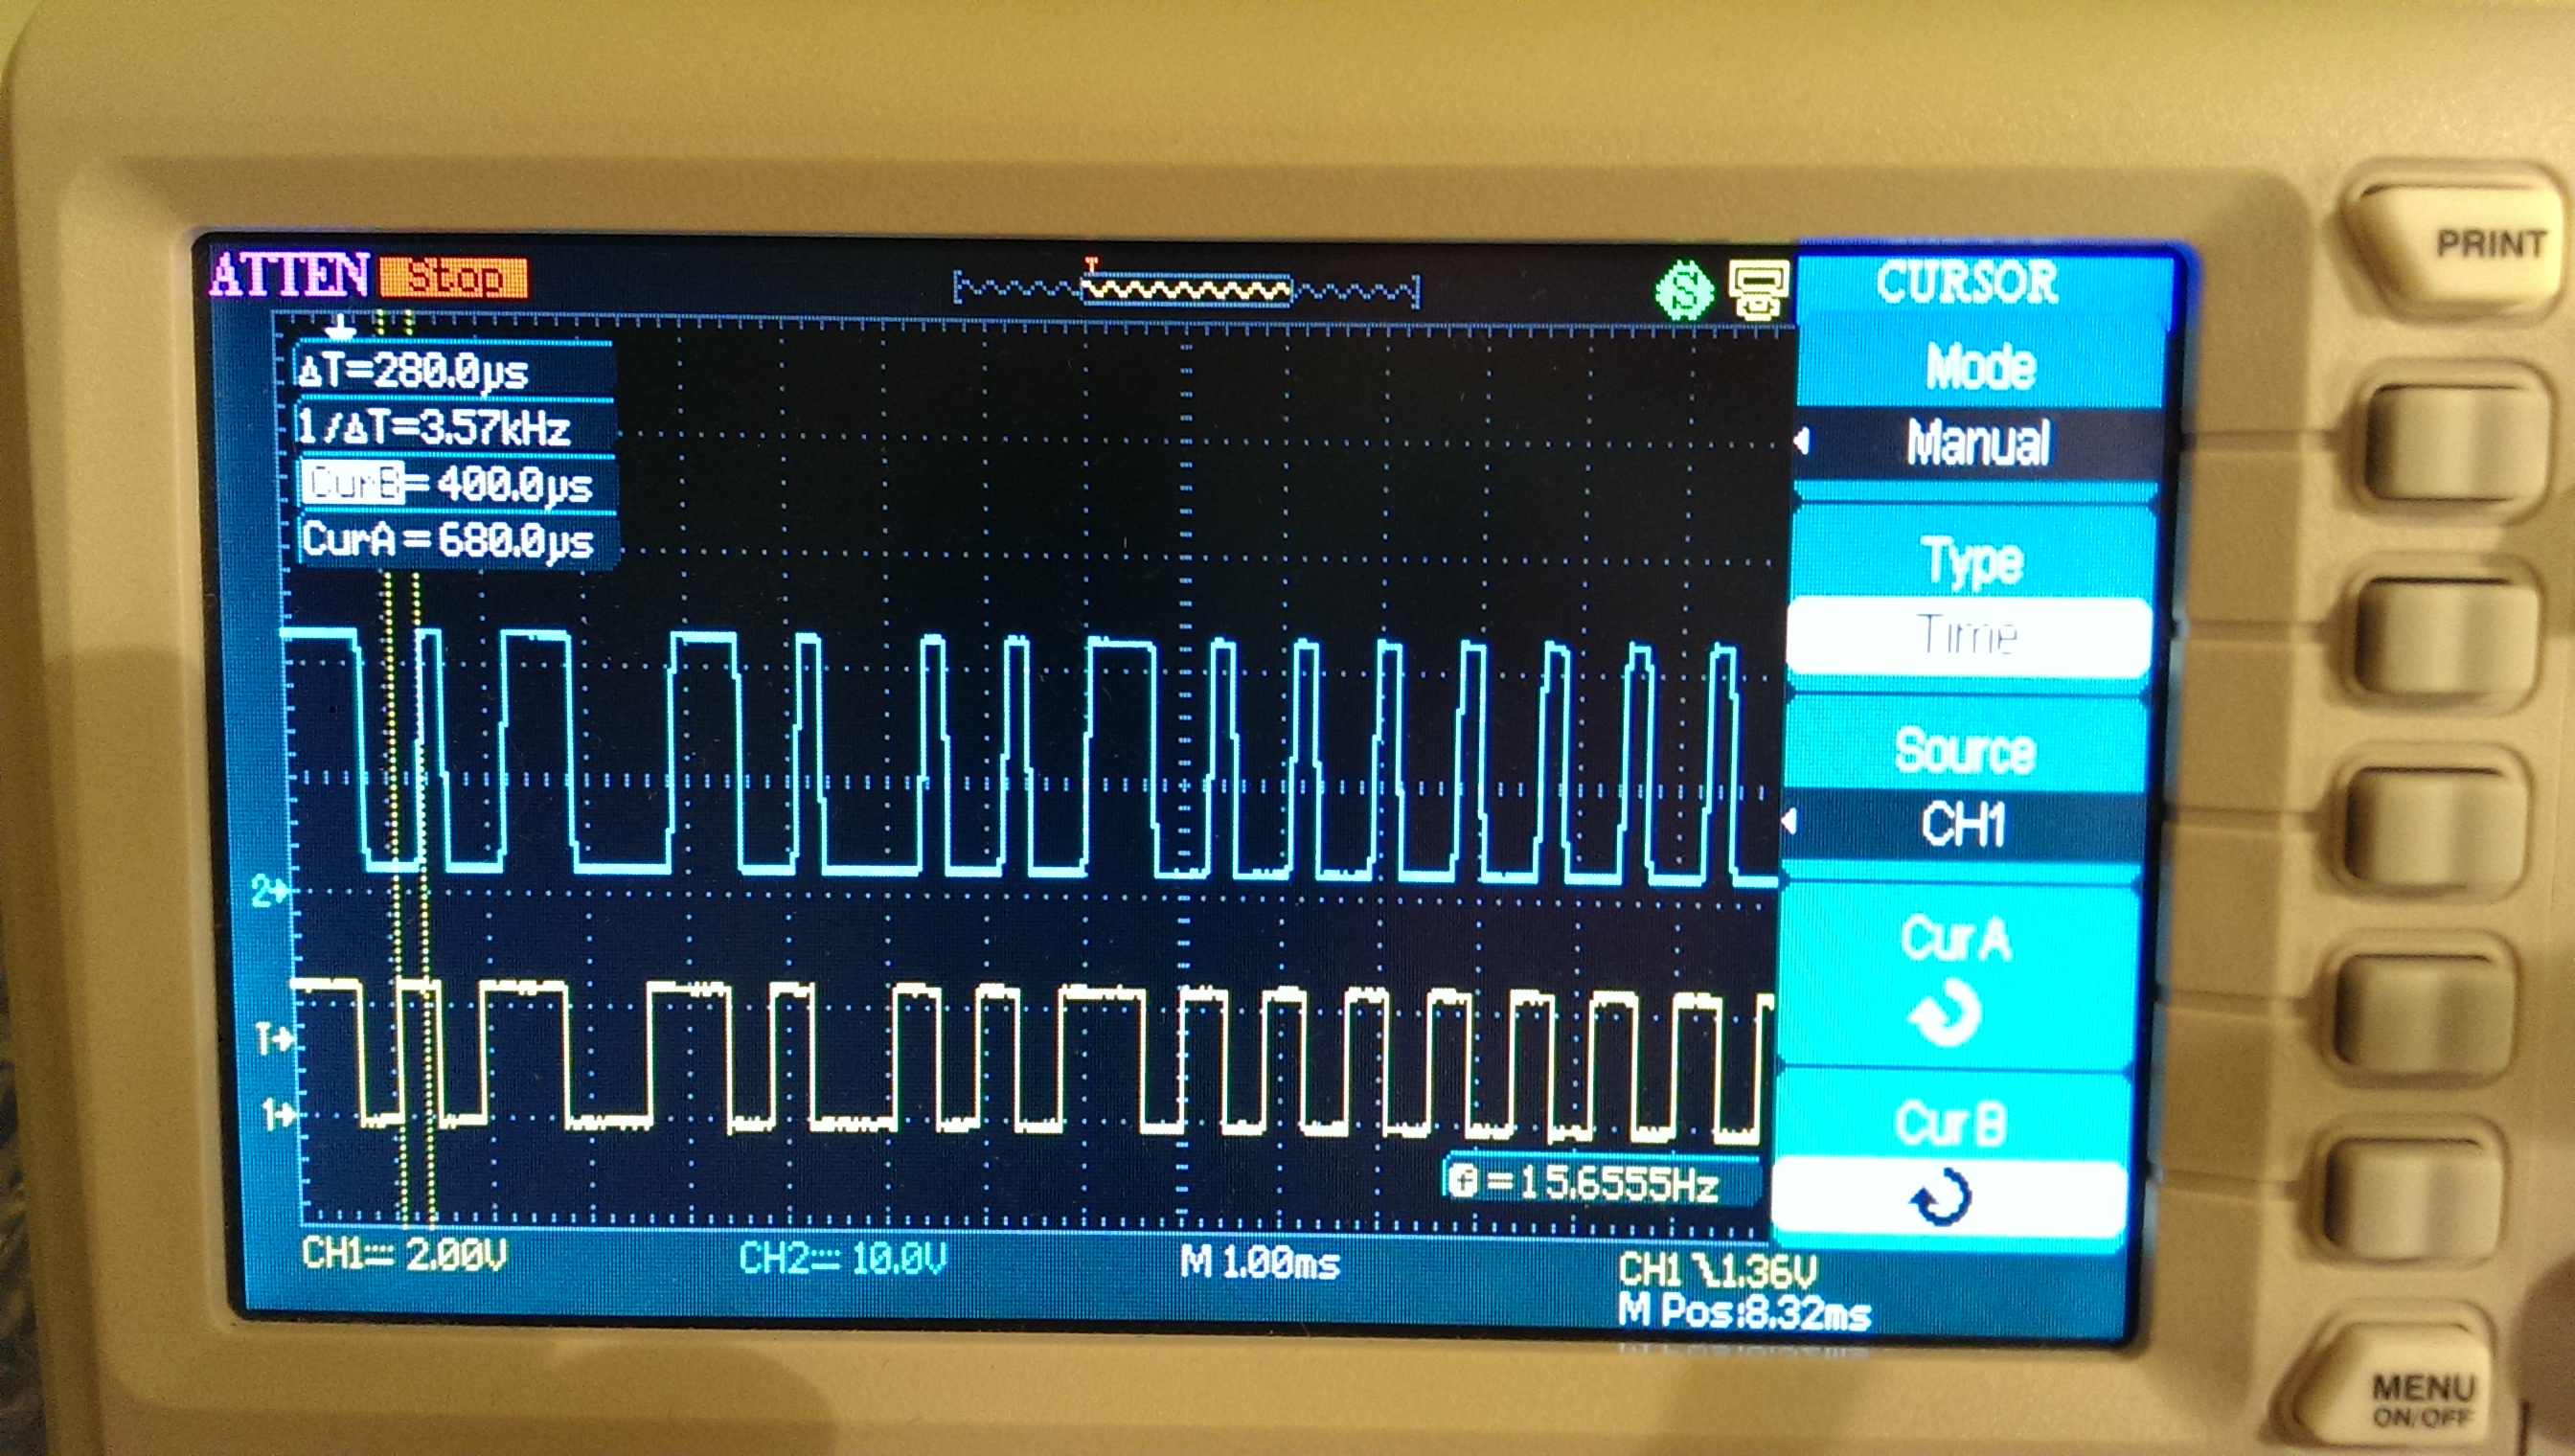 ATTEN Stop
T
S
CURSOR
PRINT
ΔT=280.0µs
1/ΔT=3.57kHz
CurB= 400.0µs
CurA=680.0µs
Mode
Manual
Type
Time
Source
CH1
Cur A
Cur B
2
T
1
f=15.6555Hz
CH1 2.00V
CH2 10.0V
M 1.00ms
CH1 1.36V
M Pos:8.32ms
MENU
ON/OFF